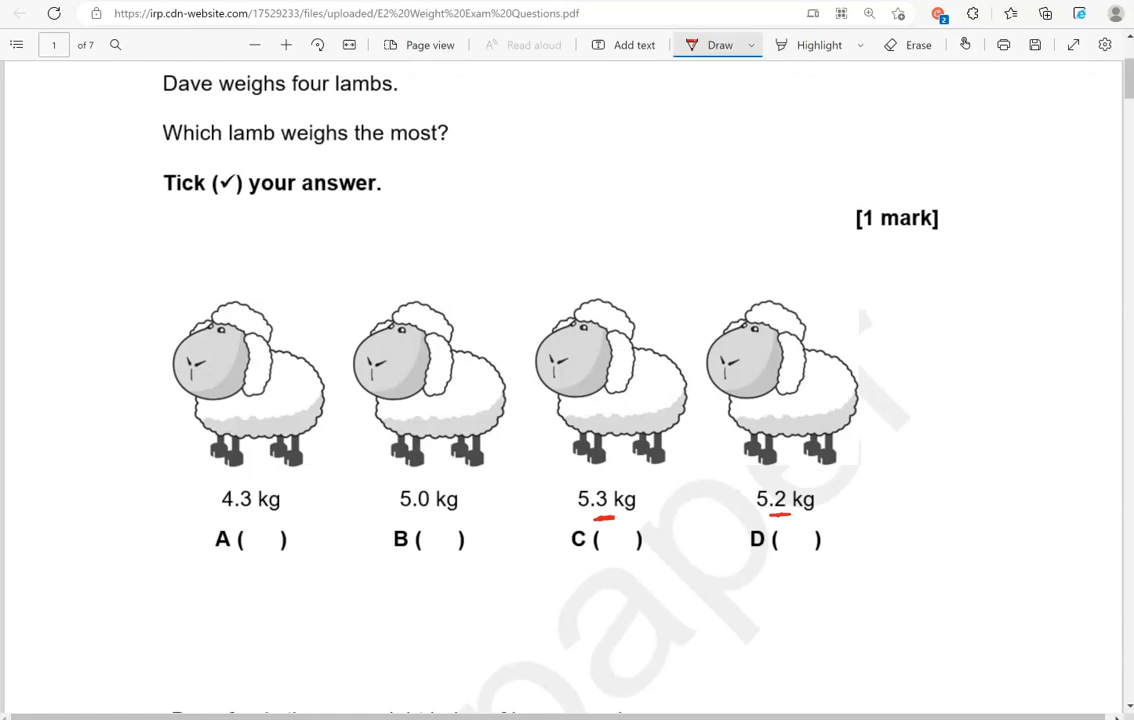 https://irp.cdn-website.com/17529233/files/uploaded/E2%20Weight%20Exam%20Questions.pdf
2
1 of 7 Page view Read aloud Add text Draw Highlight Erase
Dave weighs four lambs.
Which lamb weighs the most?
Tick (✓) your answer.
[1 mark]
4.3 kg 5.0 kg 5.3 kg 5.2 kg
A ( ) B ( ) C ( ) D ( )